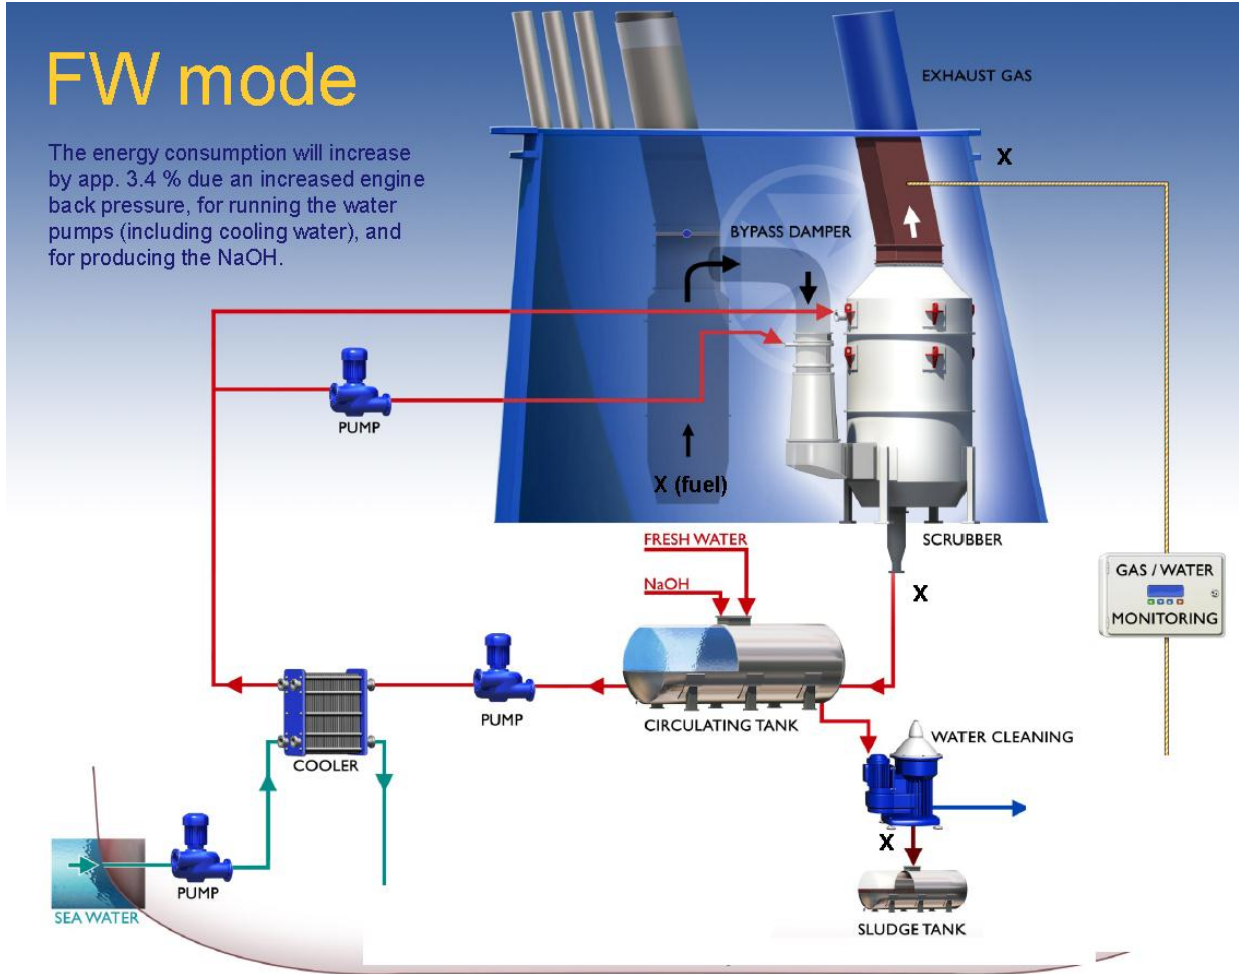 FW mode
The energy consumption will increase
by app. 3.4 % due an increased engine
back pressure, for running the water
pumps (including cooling water), and
for producing the NaOH.
EXHAUST GAS
X
BYPASS DAMPER
PUMP
X (fuel)
SCRUBBER
FRESH WATER
NaOH
X
GAS / WATER
MONITORING
PUMP
CIRCULATING TANK
WATER CLEANING
COOLER
X
PUMP
SEA WATER
SLUDGE TANK